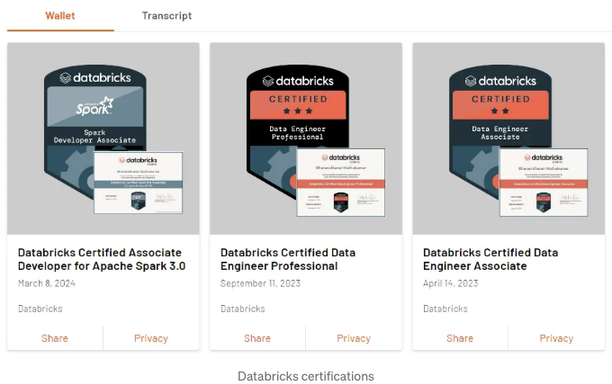 Wallet
Transcript
databricks
APACHE
Spark
Spark
Developer Associate
databricks
databricks
CERTIFIED
Data Engineer
Professional
databricks
databricks
CERTIFIED
Data Engineer
Associate
databricks
Databricks Certified Associate
Developer for Apache Spark 3.0
March 8, 2024
Databricks
Share
Privacy
Databricks Certified Data
Engineer Professional
September 11, 2023
Databricks
Share
Privacy
Databricks Certified Data
Engineer Associate
April 14, 2023
Databricks
Share
Privacy
Databricks certifications